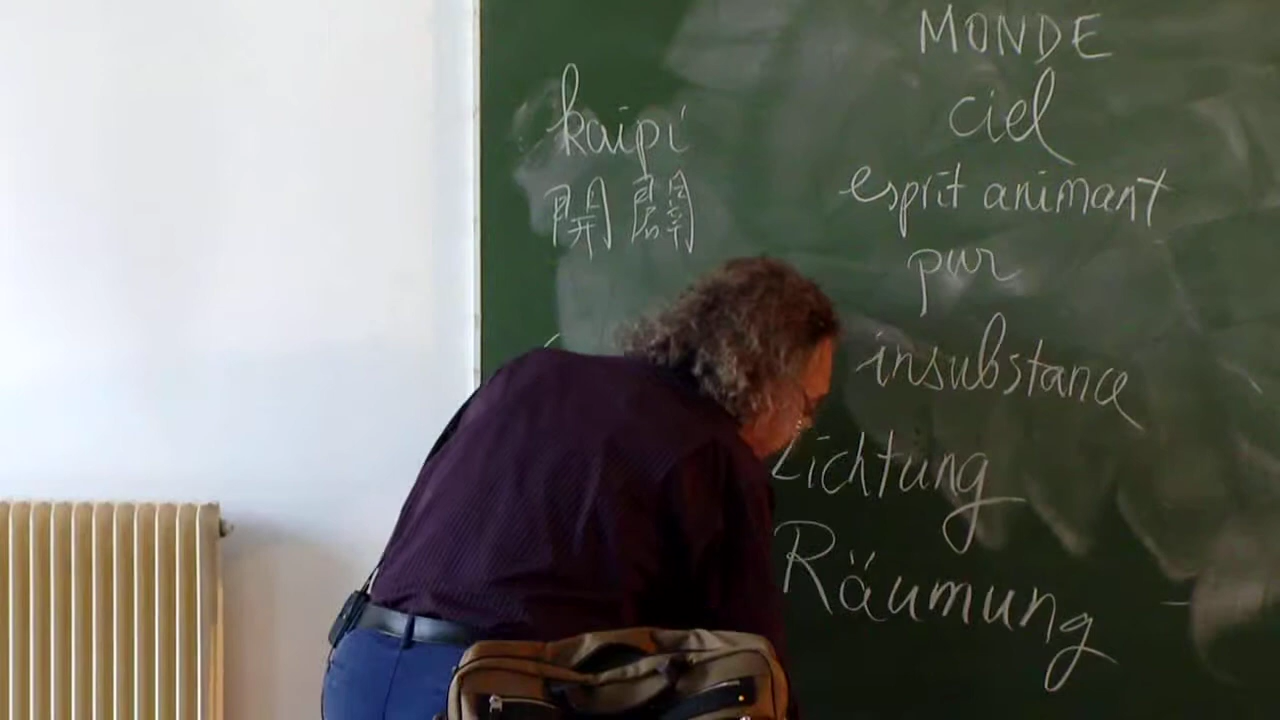 kaipi
開闢
MONDE
ciel
esprit animant
pur
insubstance
Lichtung
Räumung